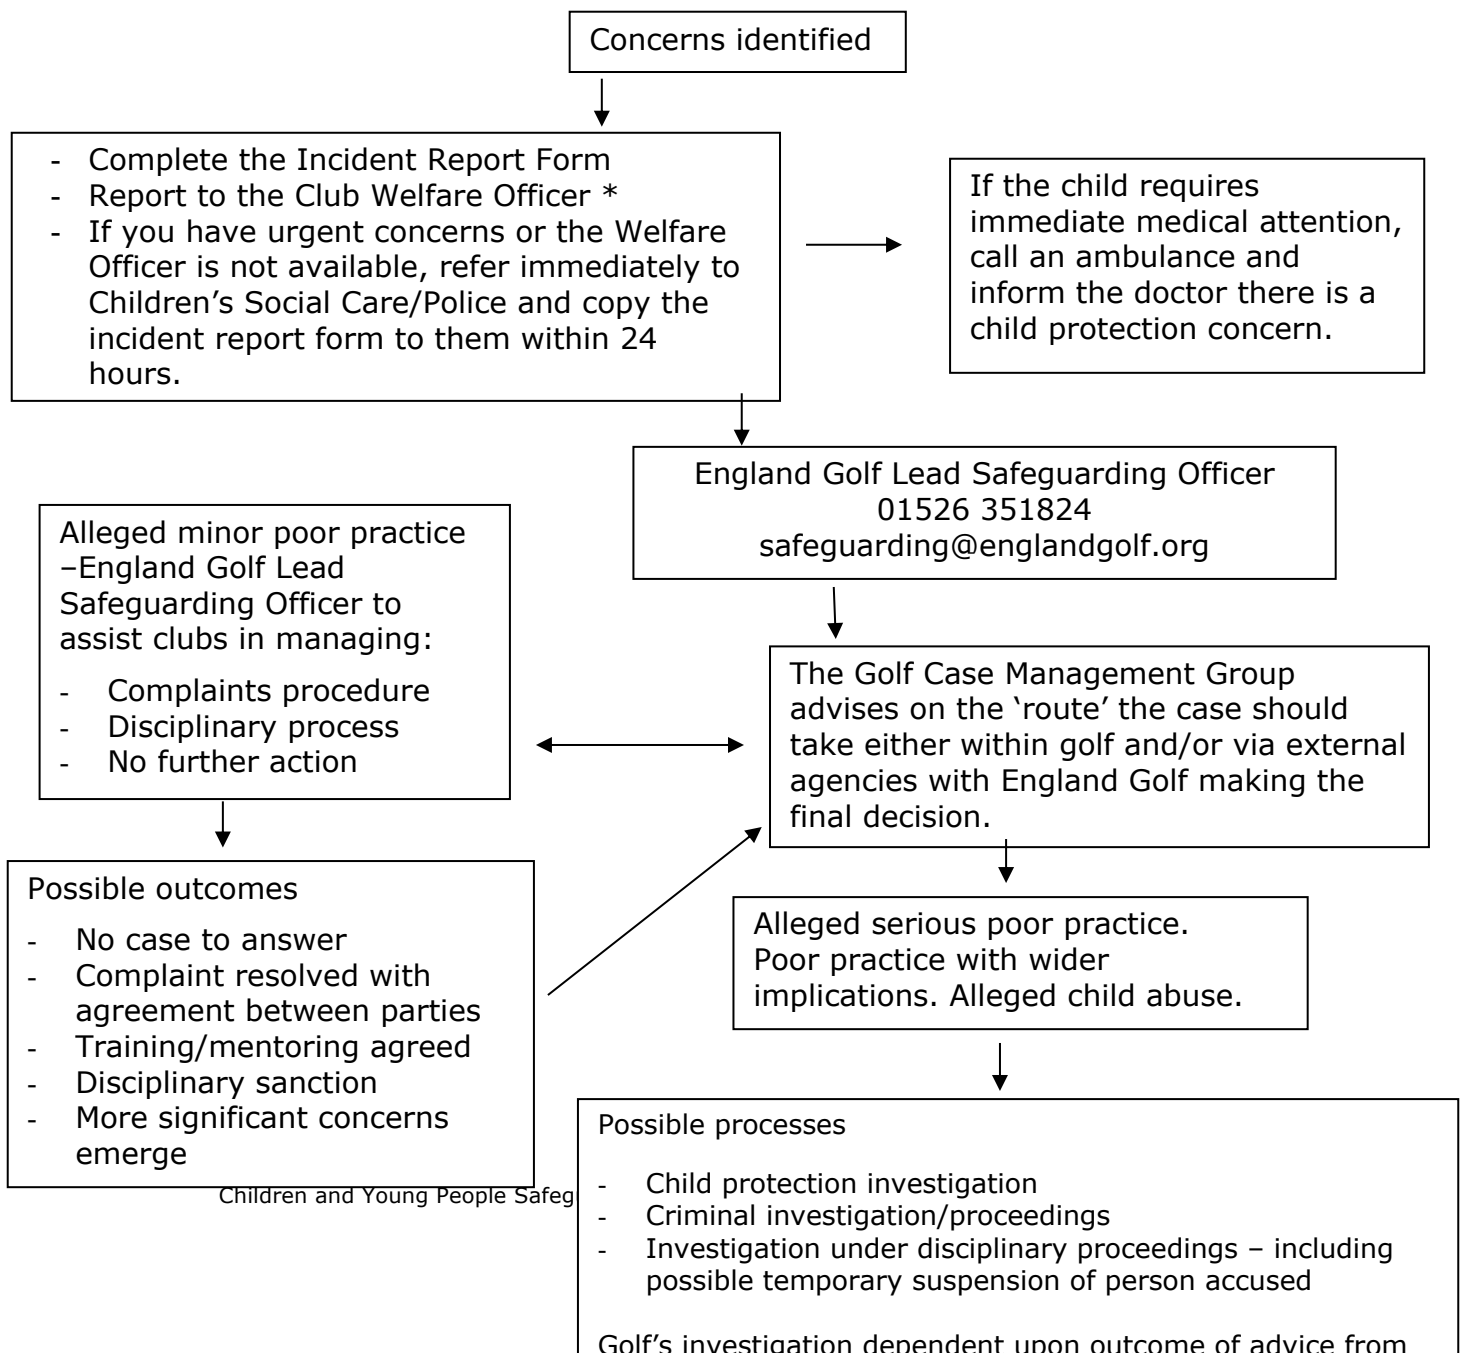 Concerns identified
- Complete the Incident Report Form
- Report to the Club Welfare Officer *
- If you have urgent concerns or the Welfare
Officer is not available, refer immediately to
Children’s Social Care/Police and copy the
incident report form to them within 24
hours.
If the child requires
immediate medical attention,
call an ambulance and
inform the doctor there is a
child protection concern.
England Golf Lead Safeguarding Officer
01526 351824
safeguarding@englandgolf.org
Alleged minor poor practice
–England Golf Lead
Safeguarding Officer to
assist clubs in managing:
- Complaints procedure
- Disciplinary process
- No further action
The Golf Case Management Group
advises on the ‘route’ the case should
take either within golf and/or via external
agencies with England Golf making the
final decision.
Possible outcomes
- No case to answer
- Complaint resolved with
agreement between parties
- Training/mentoring agreed
- Disciplinary sanction
- More significant concerns
emerge
Alleged serious poor practice.
Poor practice with wider
implications. Alleged child abuse.
Possible processes
- Child protection investigation
- Criminal investigation/proceedings
- Investigation under disciplinary proceedings – including
possible temporary suspension of person accused
Golf’s investigation dependent upon outcome of advice from
Children and Young People